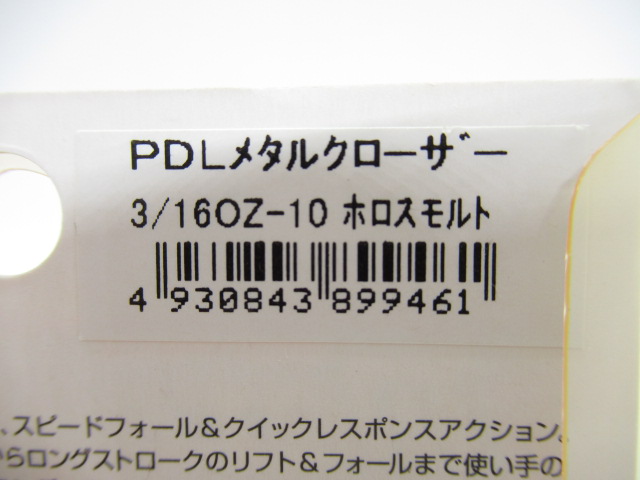 PDLメタルクローザー
3/16OZ-10 ホロスモルト
4 930843 899461
、スピードフォール&クイックレスポンスアクション。
からロングストロークのリフト&フォールまで使い手の